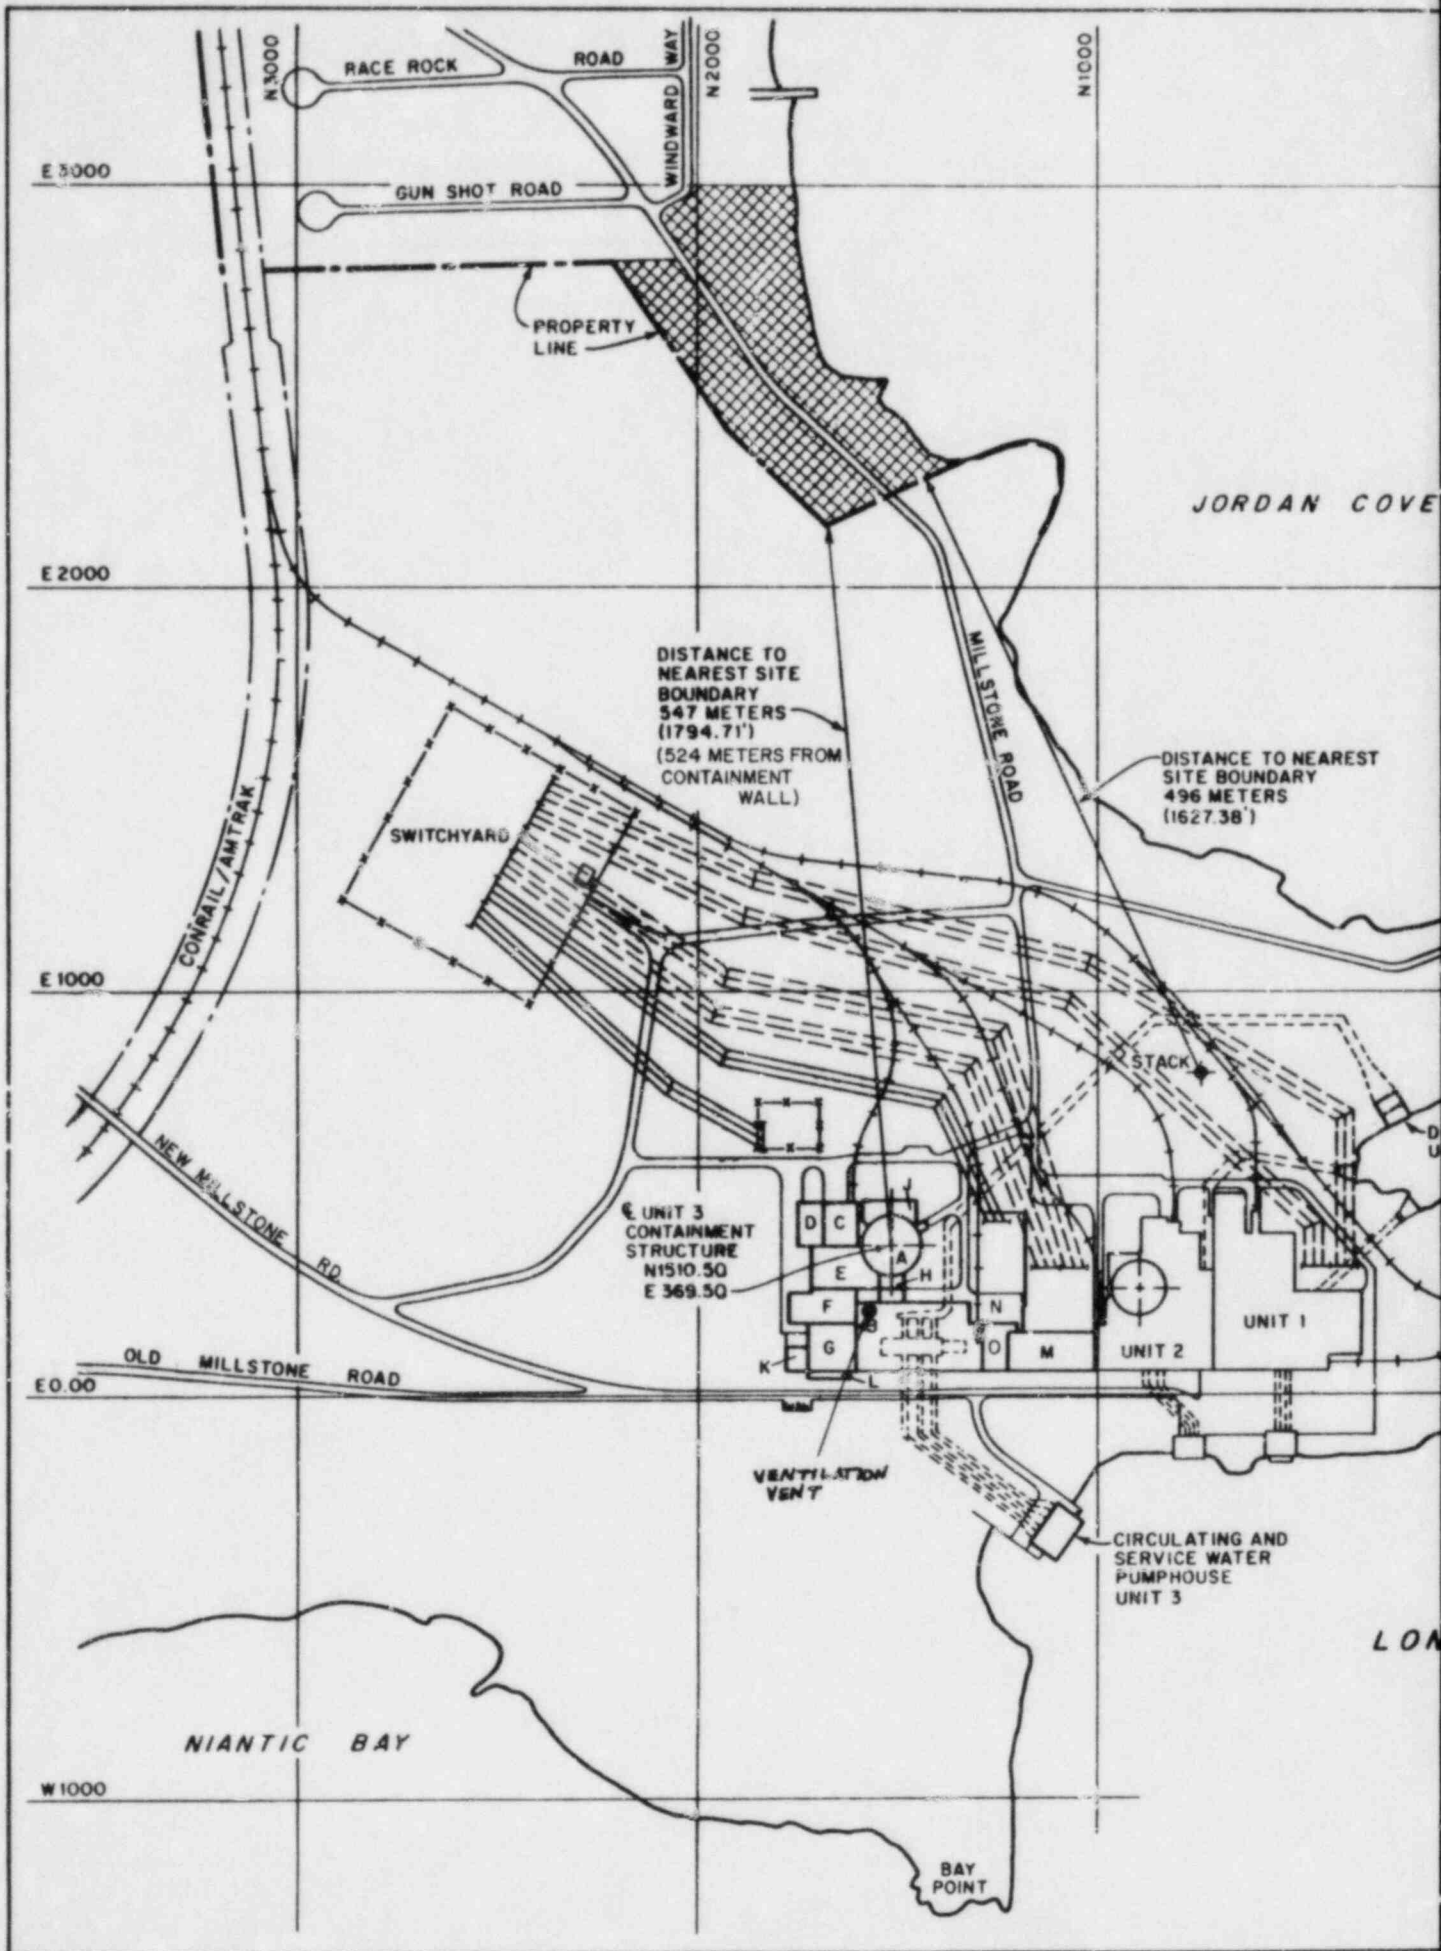 N3000
RACE ROCK ROAD
WINDWARD WAY
N2000
N1000
E 3000
GUN SHOT ROAD
PROPERTY
LINE
JORDAN COVE
E 2000
MILLSTONE ROAD
DISTANCE TO
NEAREST SITE
BOUNDARY
547 METERS
(1794.71')
(524 METERS FROM
CONTAINMENT
WALL)
DISTANCE TO NEAREST
SITE BOUNDARY
496 METERS
(1627.38')
SWITCHYARD
CONRAIL/AMTRAK
E 1000
STACK
D
U
NEW MILLSTONE RD.
℄ UNIT 3
CONTAINMENT
STRUCTURE
N1510.50
E 369.50
J
D C
A
E
H
F
B
N
G
O
M
K
L
UNIT 2
UNIT 1
OLD MILLSTONE ROAD
E0.00
VENTILATION
VENT
CIRCULATING AND
SERVICE WATER
PUMPHOUSE
UNIT 3
LON
NIANTIC BAY
W1000
BAY
POINT